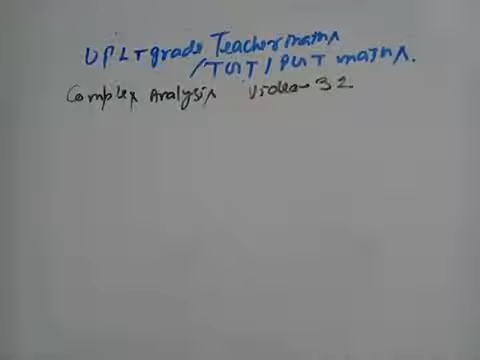 UP LT grade Teacher maths
/TGT/PGT maths.
Complex Analysis Video-32